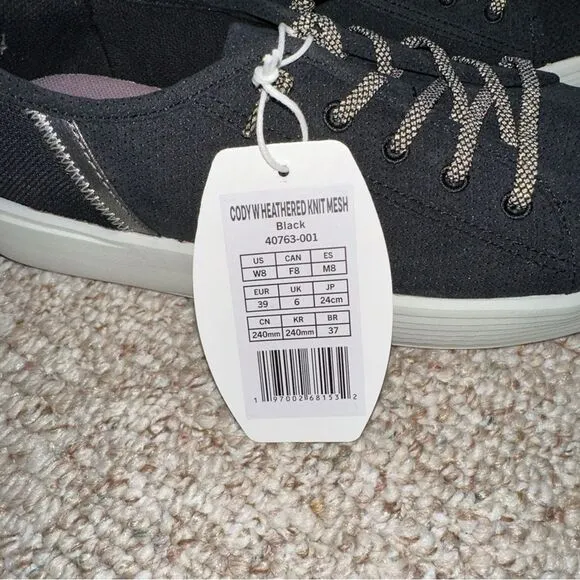 CODY W HEATHERED KNIT MESH
Black
40763-001
US CAN ES
W8 F8 M8
EUR UK JP
39 6 24cm
CN KR BR
240mm 240mm 37
1 97002 68153 2